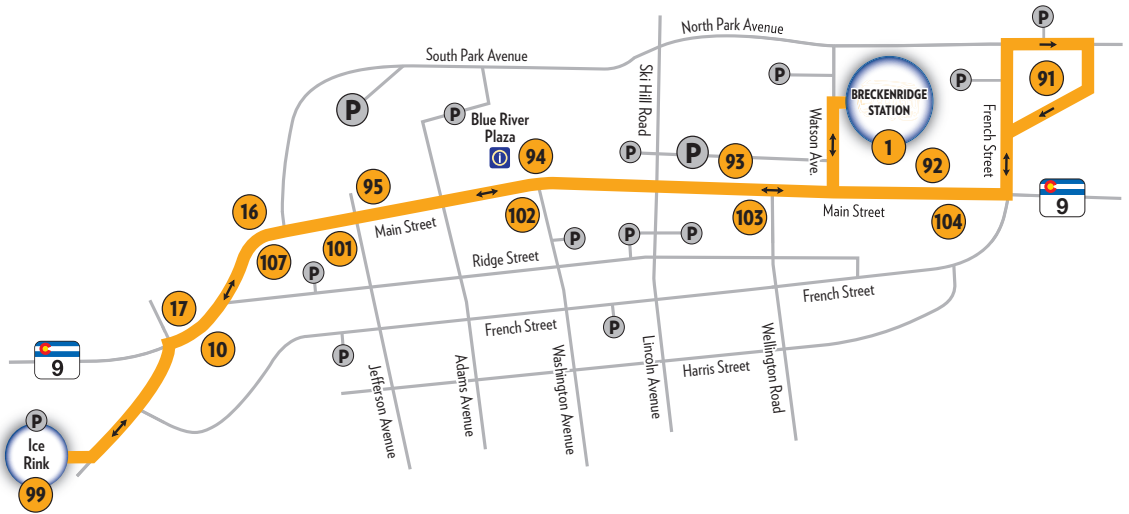 P
North Park Avenue
South Park Avenue
P
P
91
P
BRECKENRIDGE
STATION
1
Ski Hill Road
Watson Ave.
French Street
P
P
Blue River
Plaza
i
94
P
P
93
92
95
Main Street
9
16
102
103
104
Main Street
101
107
P
P
P
P
Ridge Street
17
French Street
10
French Street
P
P
9
Jefferson Avenue
Adams Avenue
Washington Avenue
Lincoln Avenue
Wellington Road
Harris Street
P
Ice
Rink
99